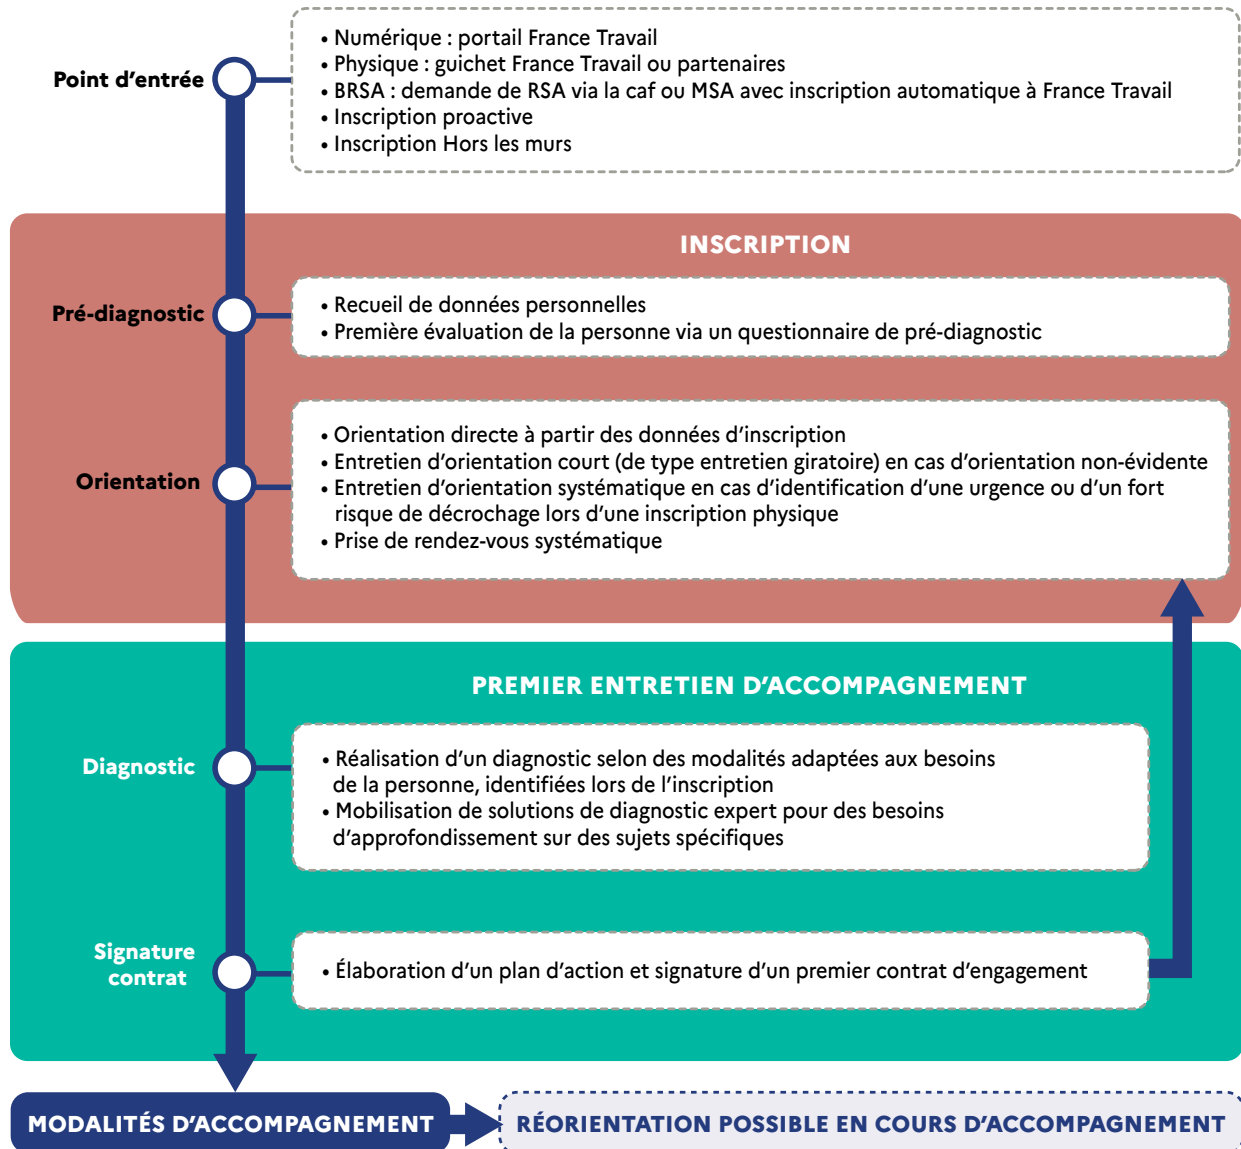 Point d’entrée
• Numérique : portail France Travail
• Physique : guichet France Travail ou partenaires
• BRSA : demande de RSA via la caf ou MSA avec inscription automatique à France Travail
• Inscription proactive
• Inscription Hors les murs
INSCRIPTION
Pré-diagnostic
• Recueil de données personnelles
• Première évaluation de la personne via un questionnaire de pré-diagnostic
Orientation
• Orientation directe à partir des données d’inscription
• Entretien d’orientation court (de type entretien giratoire) en cas d’orientation non-évidente
• Entretien d’orientation systématique en cas d’identification d’une urgence ou d’un fort
risque de décrochage lors d’une inscription physique
• Prise de rendez-vous systématique
PREMIER ENTRETIEN D’ACCOMPAGNEMENT
Diagnostic
• Réalisation d’un diagnostic selon des modalités adaptées aux besoins
de la personne, identifiées lors de l’inscription
• Mobilisation de solutions de diagnostic expert pour des besoins
d’approfondissement sur des sujets spécifiques
Signature
contrat
• Élaboration d’un plan d’action et signature d’un premier contrat d’engagement
MODALITÉS D’ACCOMPAGNEMENT
RÉORIENTATION POSSIBLE EN COURS D’ACCOMPAGNEMENT